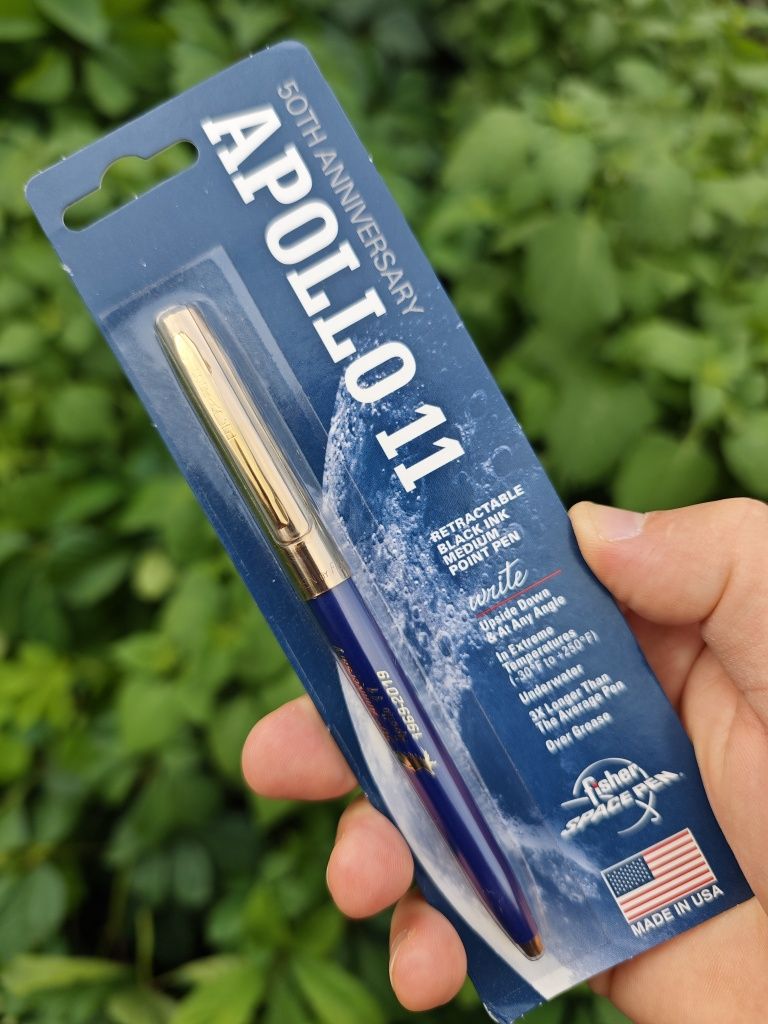 50TH ANNIVERSARY
APOLLO 11
RETRACTABLE
BLACK INK
MEDIUM
POINT PEN
write
Upside Down
& At Any Angle
In Extreme
Temperatures
(-30°F to +250°F)
Underwater
3X Longer Than
The Average Pen
Over Grease
1969-2019
fisher
SPACE PEN
MADE IN USA